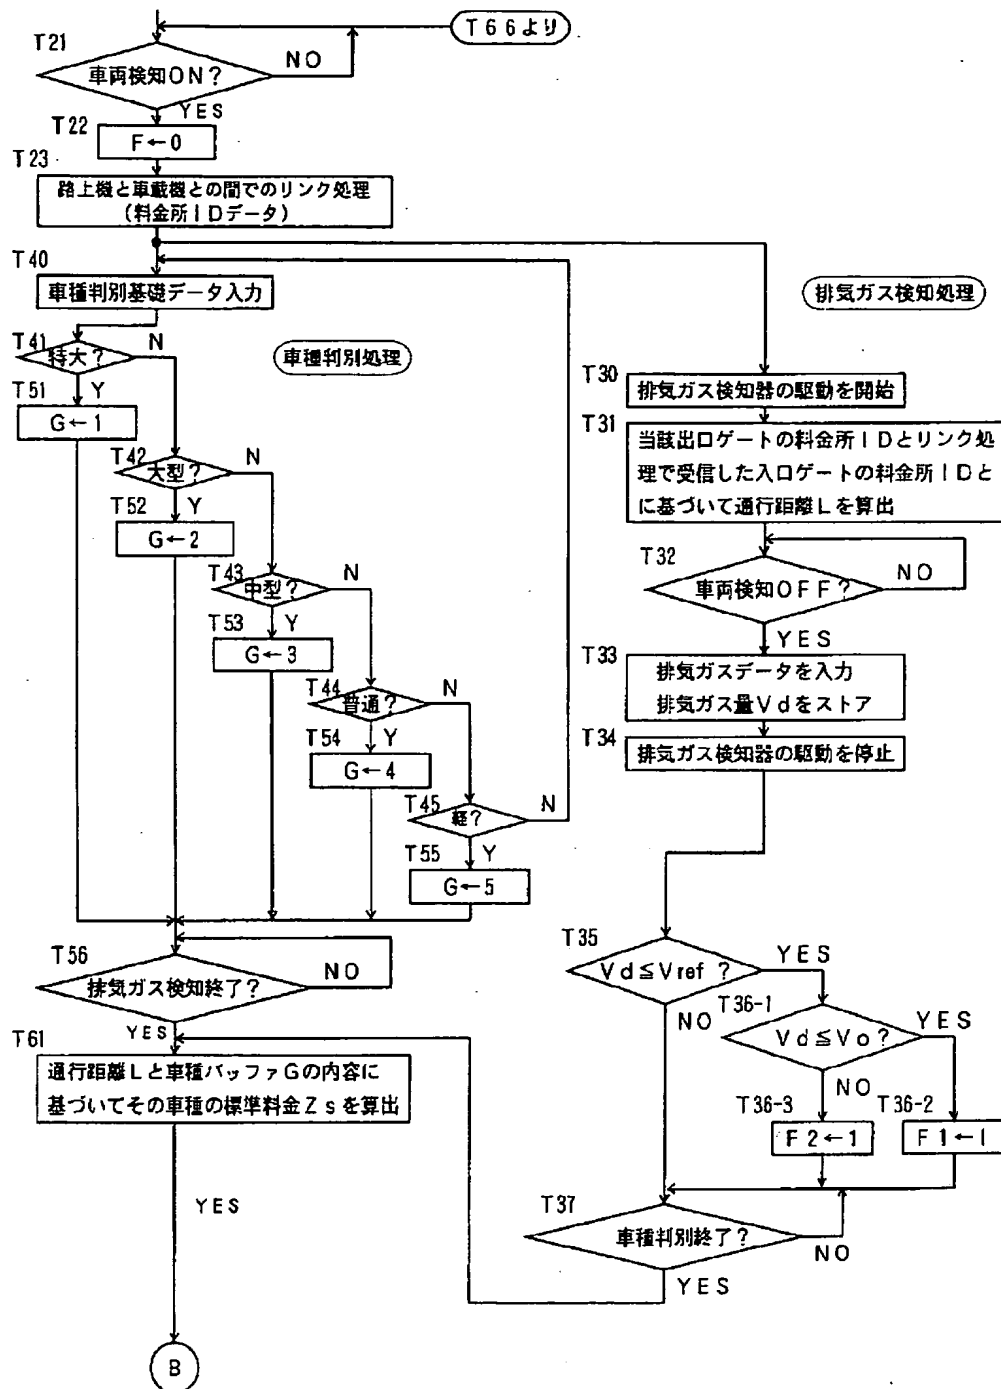 T66より
T21
車両検知ON?
NO
YES
T22
F←0
T23
路上機と車載機との間でのリンク処理
(料金所IDデータ)
T40
車種判別基礎データ入力
T41
特大?
N
車種判別処理
Y
T51
G←1
T42
大型?
N
Y
T52
G←2
T43
中型?
N
Y
T53
G←3
T44
普通?
N
Y
T54
G←4
T45
軽?
N
Y
T55
G←5
T56
排気ガス検知終了?
NO
YES
T61
通行距離Lと車種バッファGの内容に
基づいてその車種の標準料金Zsを算出
YES
B
排気ガス検知処理
T30
排気ガス検知器の駆動を開始
T31
当該出口ゲートの料金所IDとリンク処
理で受信した入口ゲートの料金所IDと
に基づいて通行距離Lを算出
T32
車両検知OFF?
NO
YES
T33
排気ガスデータを入力
排気ガス量Vdをストア
T34
排気ガス検知器の駆動を停止
T35
Vd≦Vref?
YES
NO
T36-1
Vd≦Vo?
YES
NO
T36-3
F2←1
T36-2
F1←1
T37
車種判別終了?
NO
YES